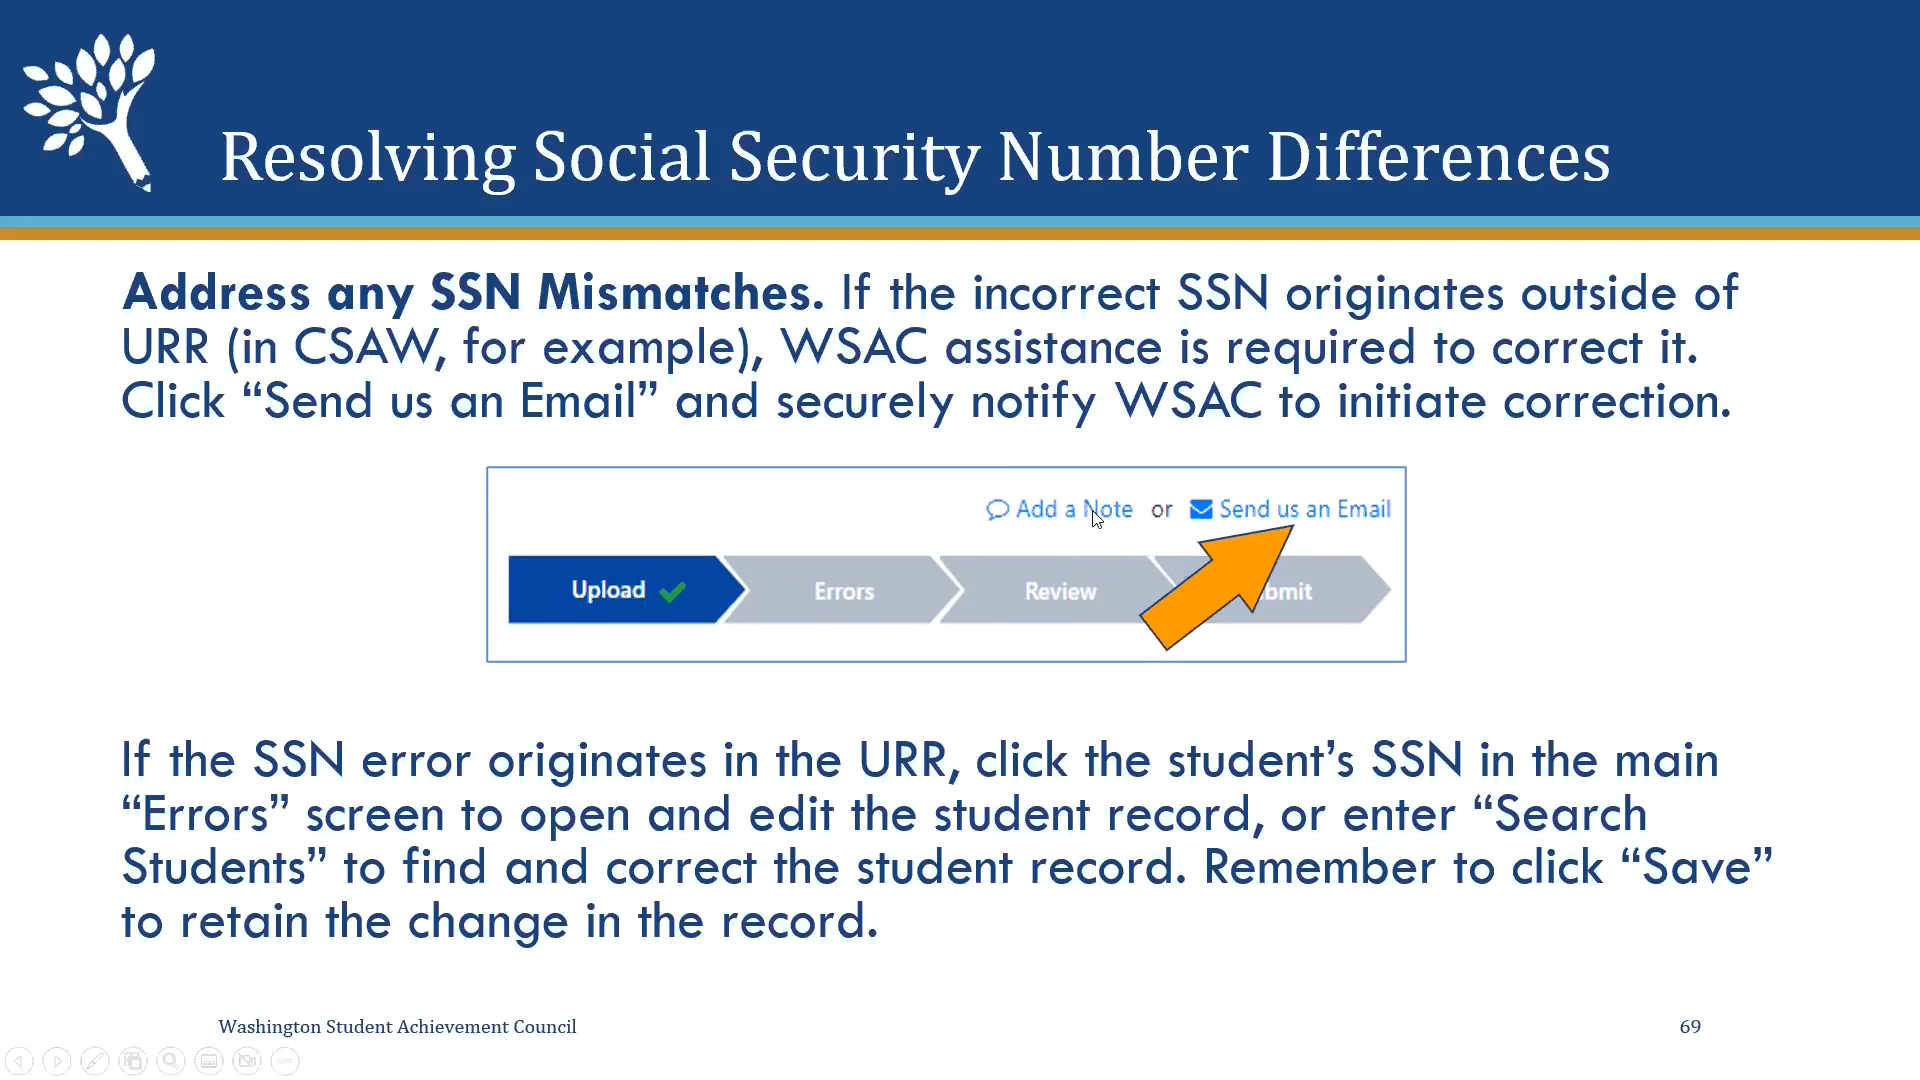 Resolving Social Security Number Differences
Address any SSN Mismatches. If the incorrect SSN originates outside of
URR (in CSAW, for example), WSAC assistance is required to correct it.
Click “Send us an Email” and securely notify WSAC to initiate correction.
Add a Note or Send us an Email
Upload Errors Review bmit
If the SSN error originates in the URR, click the student’s SSN in the main
“Errors” screen to open and edit the student record, or enter “Search
Students” to find and correct the student record. Remember to click “Save”
to retain the change in the record.
Washington Student Achievement Council
69